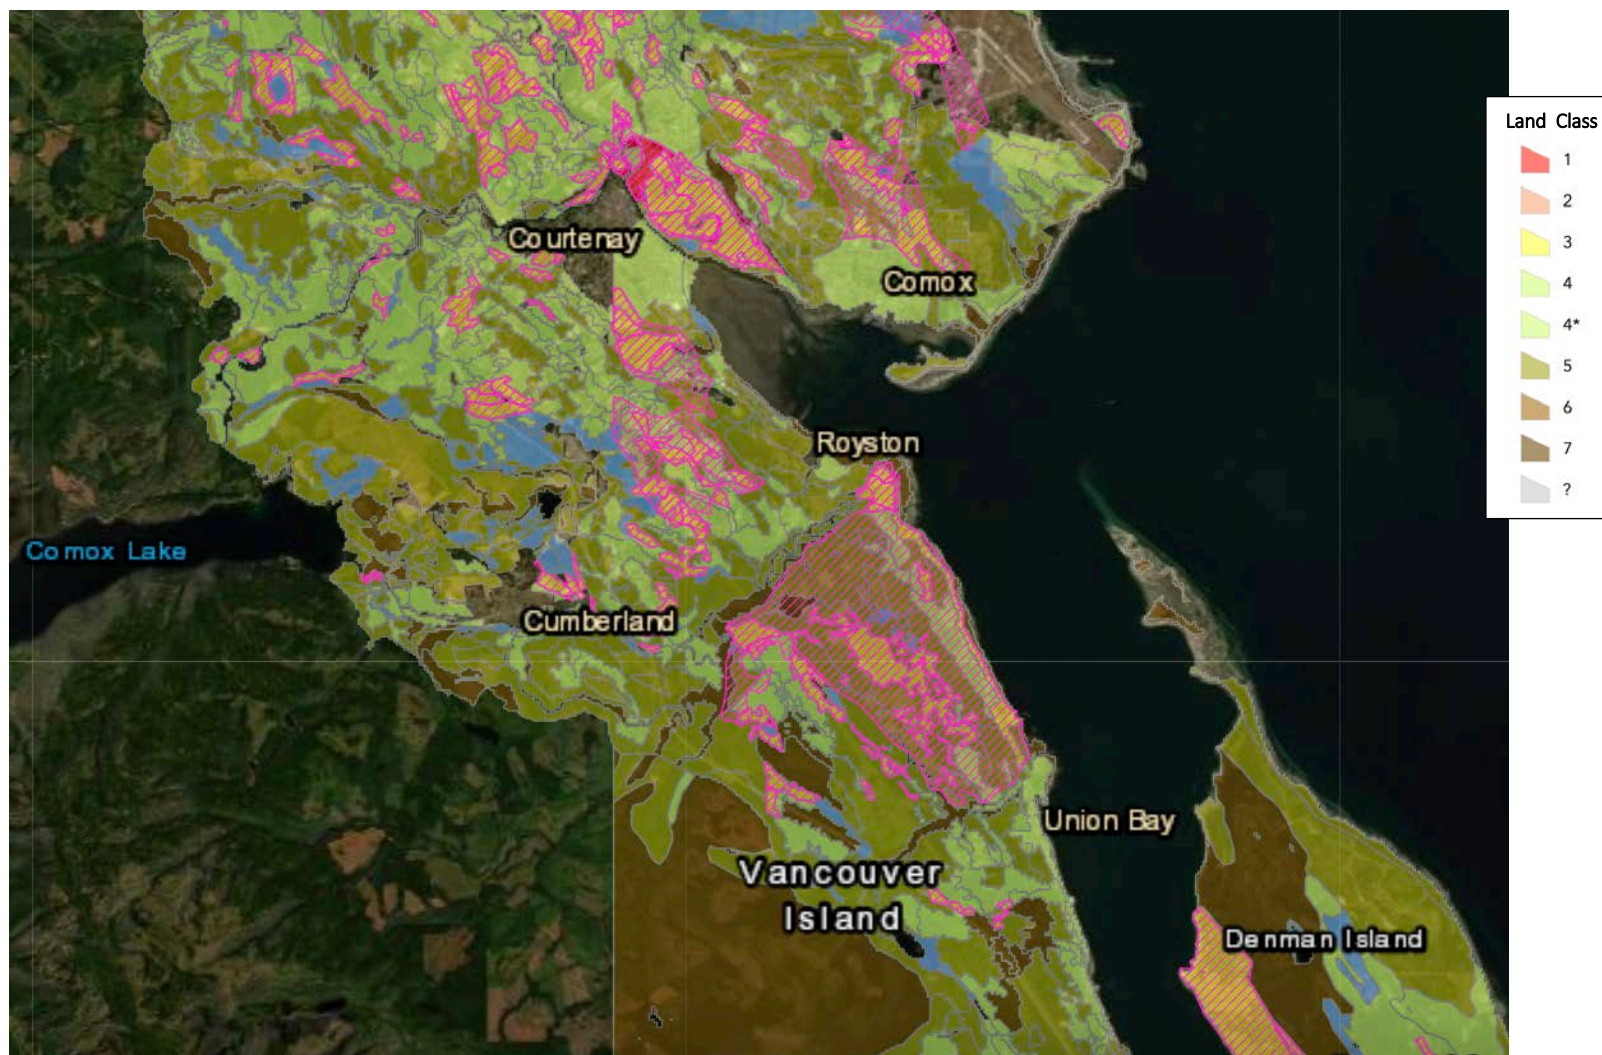 Land Class
1
2
3
4
4*
5
6
7
?
Courtenay
Comox
Royston
Comox Lake
Cumberland
Union Bay
Vancouver
Island
Denman Island